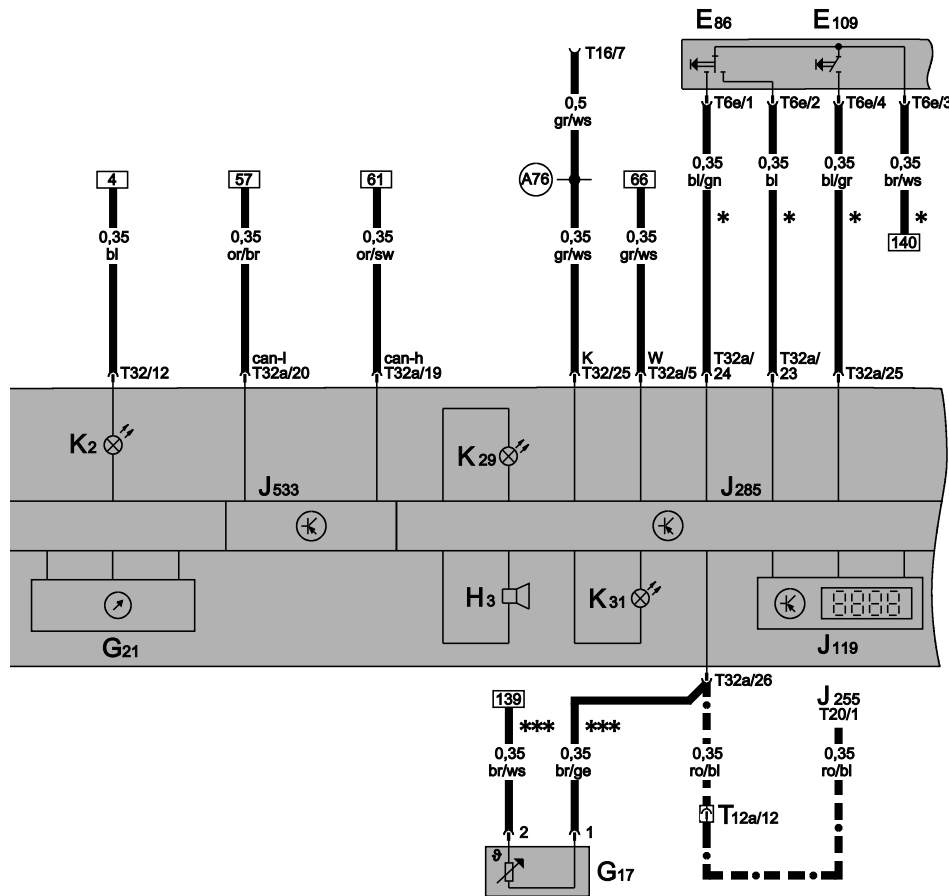 E86 E109
T16/7
T6e/1 T6e/2 T6e/4 T6e/3
0,5
gr/ws
0,35 0,35 0,35 0,35
bl/gn bl bl/gr br/ws
4 57 61 A76 66
* * * *
140
0,35 0,35 0,35 0,35 0,35
bl or/br or/sw gr/ws gr/ws
can-l can-h K W T32a/ T32a/
T32/12 T32a/20 T32a/19 T32/25 T32a/5 24 23 T32a/25
K2 K29
J533 J285
H3 K31 8888
G21 J119
T32a/26
139 J255
T20/1
*** ***
0,35 0,35 0,35 0,35
br/ws br/ge ro/bl ro/bl
T12a/12
2 1
ϑ G17